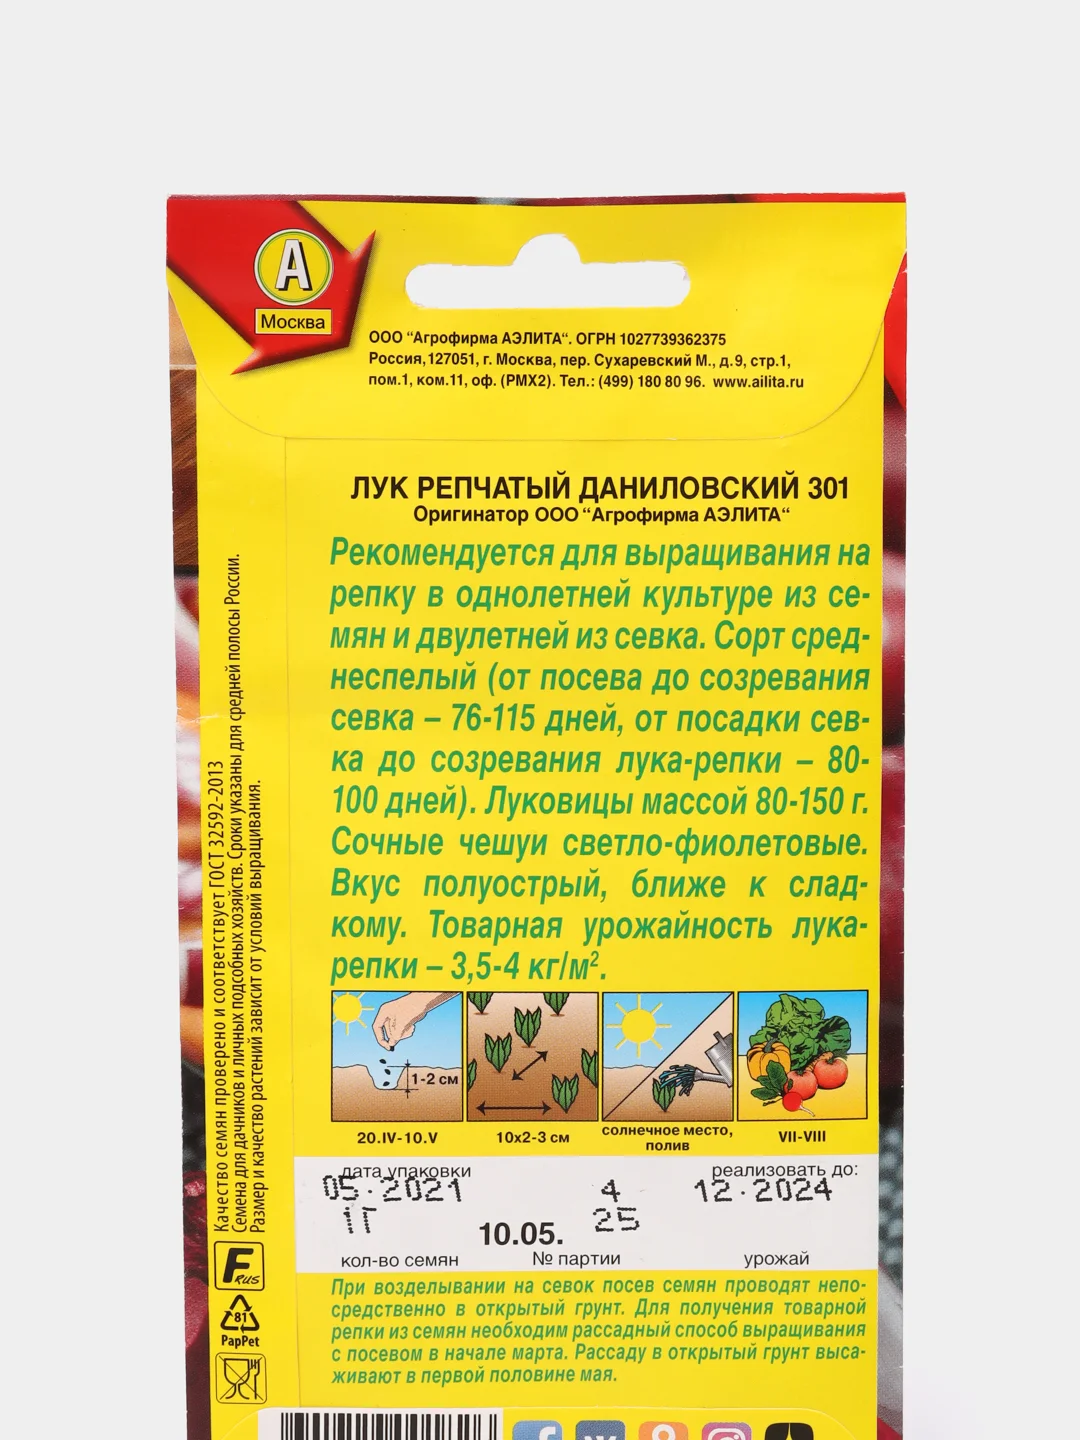 А
Москва
ООО “Агрофирма АЭЛИТА“. ОГРН 1027739362375
Россия,127051, г. Москва, пер. Сухаревский М., д.9, стр.1,
пом.1, ком.11, оф. (РМХ2). Тел.: (499) 180 80 96. www.ailita.ru
ЛУК РЕПЧАТЫЙ ДАНИЛОВСКИЙ 301
Оригинатор ООО “Агрофирма АЭЛИТА“
Рекомендуется для выращивания на
репку в однолетней культуре из се-
мян и двулетней из севка. Сорт сред-
неспелый (от посева до созревания
севка – 76-115 дней, от посадки сев-
ка до созревания лука-репки – 80-
100 дней). Луковицы массой 80-150 г.
Сочные чешуи светло-фиолетовые.
Вкус полуострый, ближе к слад-
кому. Товарная урожайность лука-
репки – 3,5-4 кг/м².
1-2 см
20.IV-10.V
10х2-3 см
солнечное место,
полив
VII-VIII
дата упаковки
реализовать до:
05.2021
4
12.2024
1Г
10.05.
25
кол-во семян
№ партии
урожай
При возделывании на севок посев семян проводят непо-
средственно в открытый грунт. Для получения товарной
репки из семян необходим рассадный способ выращивания
с посевом в начале марта. Рассаду в открытый грунт выса-
живают в первой половине мая.
Качество семян проверено и соответствует ГОСТ 32592-2013
Семена для дачников и личных подсобных хозяйств. Сроки указаны для средней полосы России.
Размер и качество растений зависит от условий выращивания.
F RUS
81
PapPet